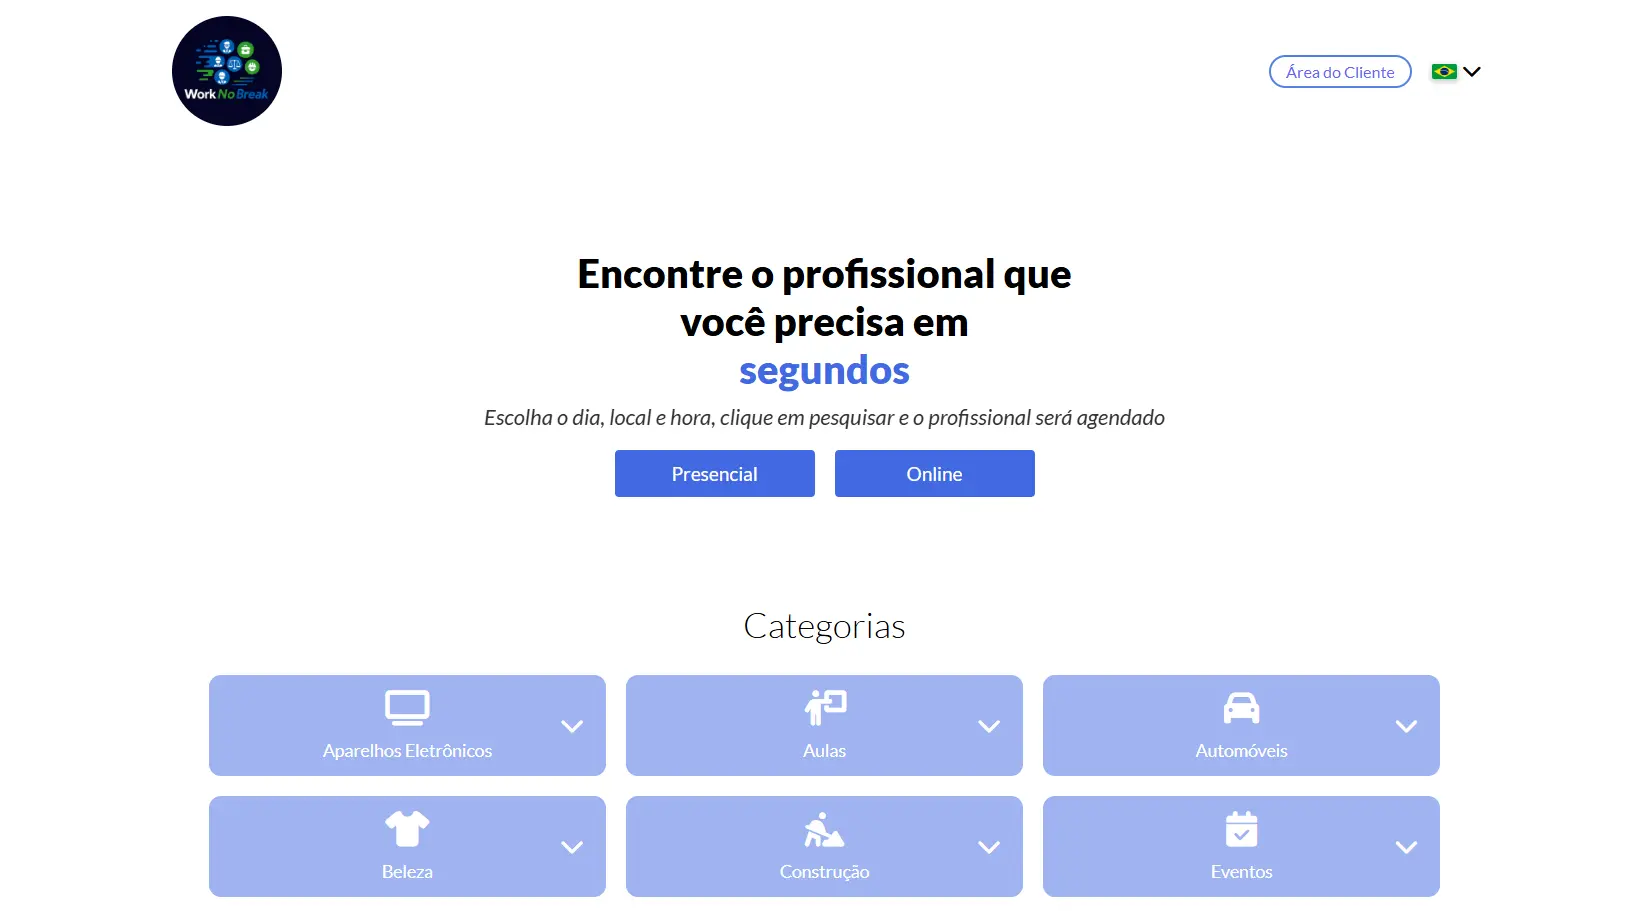 Work No Break
Área do Cliente
Encontre o profissional que
você precisa em
segundos
Escolha o dia, local e hora, clique em pesquisar e o profissional será agendado
Presencial
Online
Categorias
Aparelhos Eletrônicos
Aulas
Automóveis
Beleza
Construção
Eventos